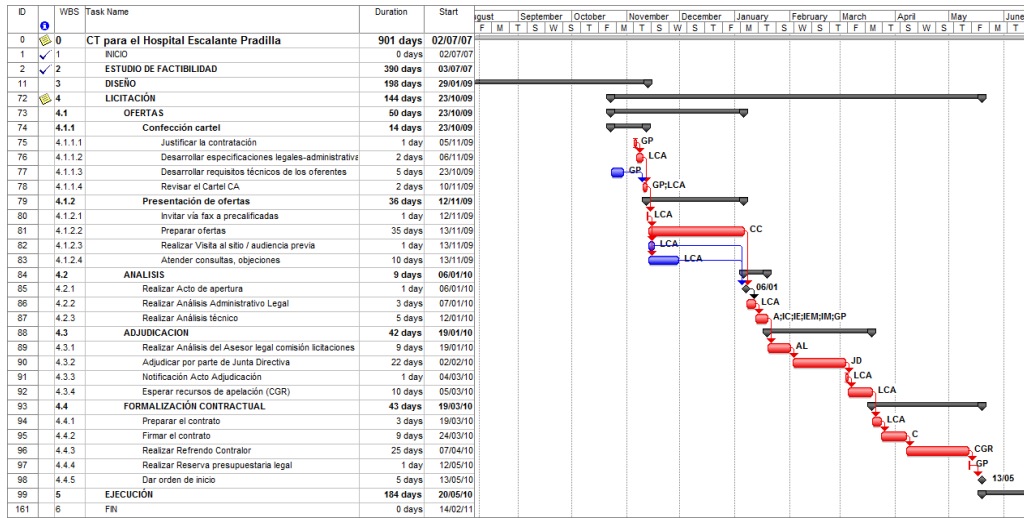 ID WBS Task Name Duration Start
gust September October November December January February March April May June
F M T S W S T F M T S W S T F M T S W S T F M T S W S T F M T S W S T F M T
0 0 CT para el Hospital Escalante Pradilla 901 days 02/07/07
1 1 INICIO 0 days 02/07/07
2 2 ESTUDIO DE FACTIBILIDAD 390 days 03/07/07
11 3 DISEÑO 198 days 29/01/09
72 4 LICITACIÓN 144 days 23/10/09
73 4.1 OFERTAS 50 days 23/10/09
74 4.1.1 Confección cartel 14 days 23/10/09
75 4.1.1.1 Justificar la contratación 1 day 05/11/09 GP
76 4.1.1.2 Desarrollar especificaciones legales-administrativa 2 days 06/11/09 LCA
77 4.1.1.3 Desarrollar requisitos técnicos de los oferentes 5 days 23/10/09 GP
78 4.1.1.4 Revisar el Cartel CA 2 days 10/11/09 GP;LCA
79 4.1.2 Presentación de ofertas 36 days 12/11/09
80 4.1.2.1 Invitar vía fax a precalificadas 1 day 12/11/09 LCA
81 4.1.2.2 Preparar ofertas 35 days 13/11/09 CC
82 4.1.2.3 Realizar Visita al sitio / audiencia previa 1 day 13/11/09 LCA
83 4.1.2.4 Atender consultas, objeciones 10 days 13/11/09 LCA
84 4.2 ANALISIS 9 days 06/01/10
85 4.2.1 Realizar Acto de apertura 1 day 06/01/10 06/01
86 4.2.2 Realizar Análisis Administrativo Legal 3 days 07/01/10 LCA
87 4.2.3 Realizar Análisis técnico 5 days 12/01/10 A;IC;IE;IEM;IM;GP
88 4.3 ADJUDICACION 42 days 19/01/10
89 4.3.1 Realizar Análisis del Asesor legal comisión licitaciones 9 days 19/01/10 AL
90 4.3.2 Adjudicar por parte de Junta Directiva 22 days 02/02/10 JD
91 4.3.3 Notificación Acto Adjudicación 1 day 04/03/10 LCA
92 4.3.4 Esperar recursos de apelación (CGR) 10 days 05/03/10 LCA
93 4.4 FORMALIZACIÓN CONTRACTUAL 43 days 19/03/10
94 4.4.1 Preparar el contrato 3 days 19/03/10 LCA
95 4.4.2 Firmar el contrato 9 days 24/03/10 C
96 4.4.3 Realizar Refrendo Contralor 25 days 07/04/10 CGR
97 4.4.4 Realizar Reserva presupuestaria legal 1 day 12/05/10 GP
98 4.4.5 Dar orden de inicio 5 days 13/05/10 13/05
99 5 EJECUCIÓN 184 days 20/05/10
161 6 FIN 0 days 14/02/11